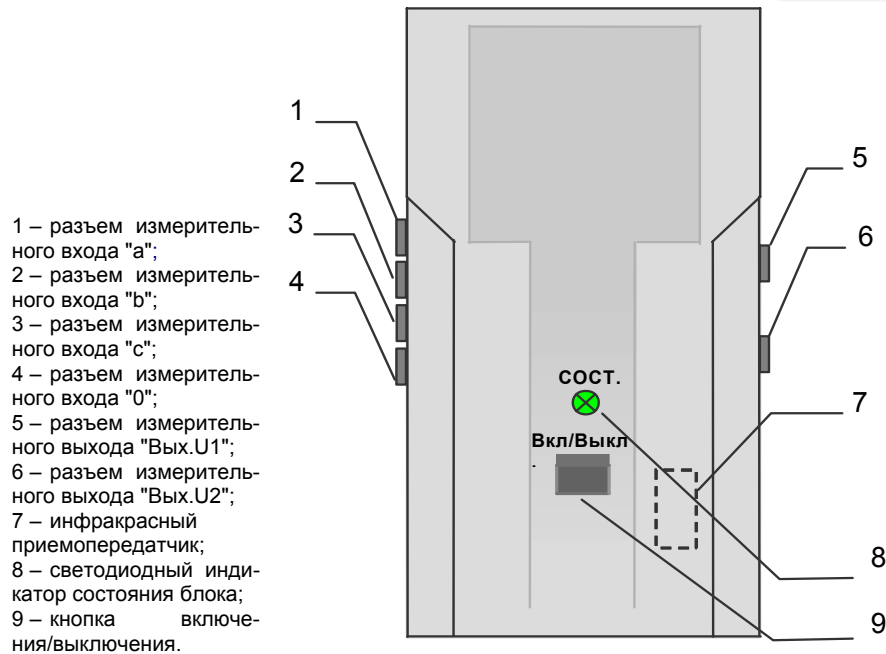 1 – разъем измеритель-
ного входа "a";
2 – разъем измеритель-
ного входа "b";
3 – разъем измеритель-
ного входа "c";
4 – разъем измеритель-
ного входа "0";
5 – разъем измеритель-
ного выхода "Вых.U1";
6 – разъем измеритель-
ного выхода "Вых.U2";
7 – инфракрасный
приемопередатчик;
8 – светодиодный инди-
катор состояния блока;
9 – кнопка включе-
ния/выключения.
1
2
3
4
СОСТ.
Вкл/Выкл
.
5
6
7
8
9